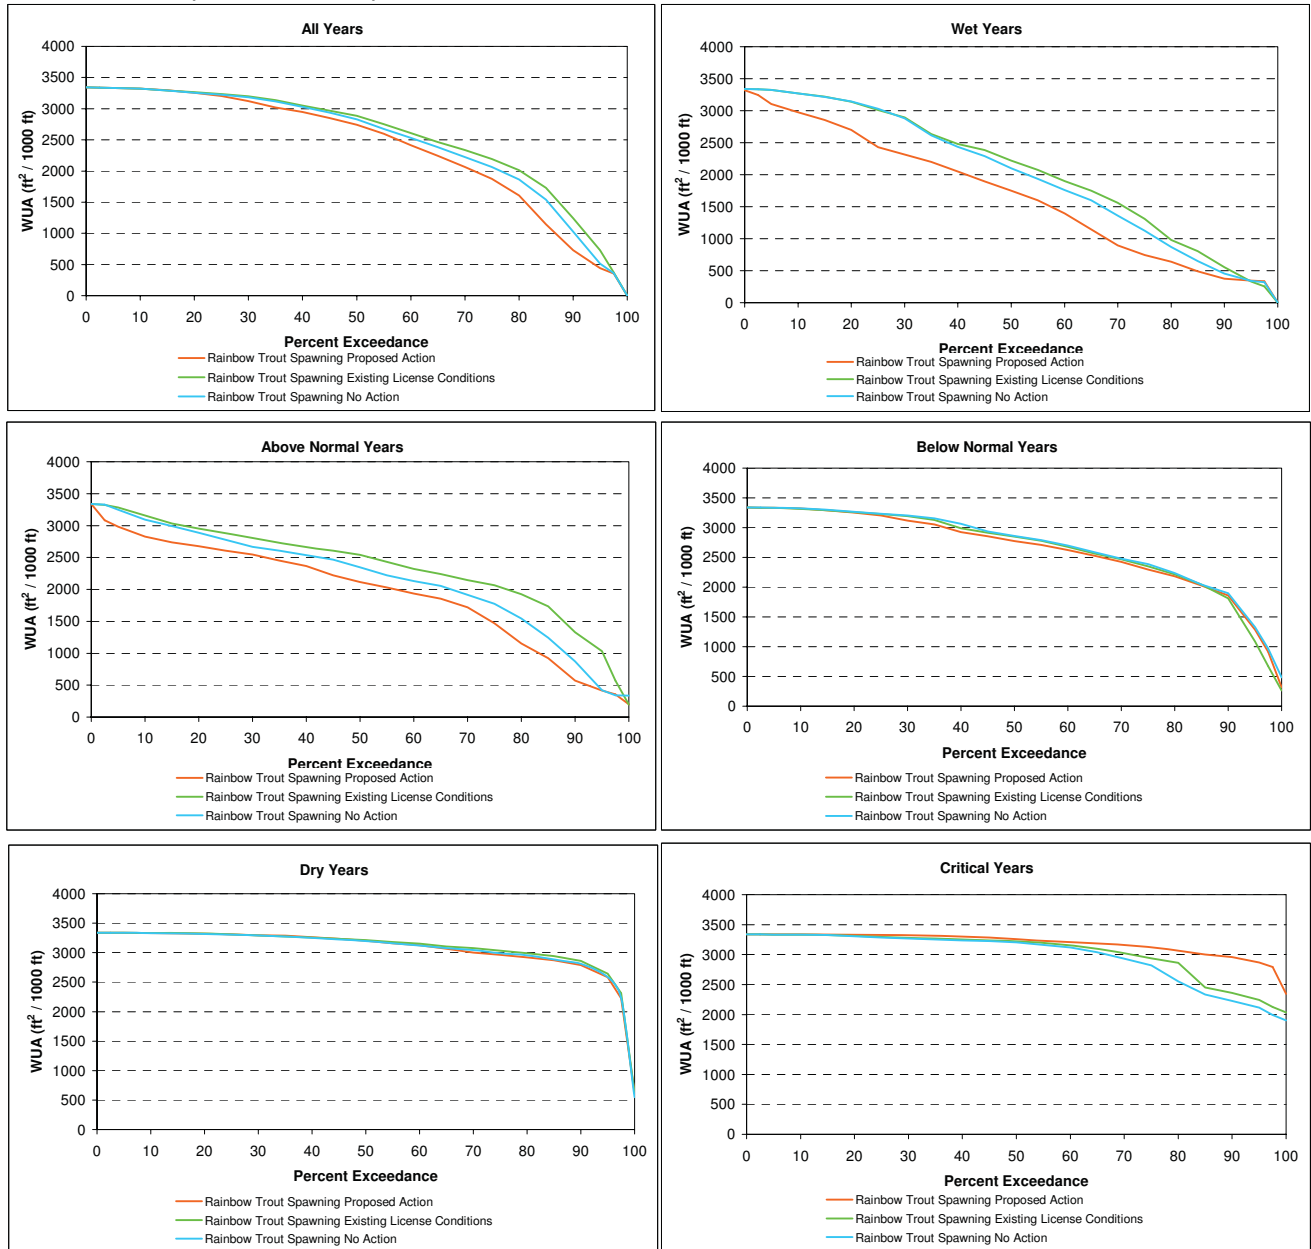 All Years
4000
3500
3000
2500
2000
1500
1000
500
0
WUA (ft² / 1000 ft)
0 10 20 30 40 50 60 70 80 90 100
Percent Exceedance
Rainbow Trout Spawning Proposed Action
Rainbow Trout Spawning Existing License Conditions
Rainbow Trout Spawning No Action
Wet Years
4000
3500
3000
2500
2000
1500
1000
500
0
WUA (ft² / 1000 ft)
0 10 20 30 40 50 60 70 80 90 100
Percent Exceedance
Rainbow Trout Spawning Proposed Action
Rainbow Trout Spawning Existing License Conditions
Rainbow Trout Spawning No Action
Above Normal Years
4000
3500
3000
2500
2000
1500
1000
500
0
WUA (ft² / 1000 ft)
0 10 20 30 40 50 60 70 80 90 100
Percent Exceedance
Rainbow Trout Spawning Proposed Action
Rainbow Trout Spawning Existing License Conditions
Rainbow Trout Spawning No Action
Below Normal Years
4000
3500
3000
2500
2000
1500
1000
500
0
WUA (ft² / 1000 ft)
0 10 20 30 40 50 60 70 80 90 100
Percent Exceedance
Rainbow Trout Spawning Proposed Action
Rainbow Trout Spawning Existing License Conditions
Rainbow Trout Spawning No Action
Dry Years
4000
3500
3000
2500
2000
1500
1000
500
0
WUA (ft² / 1000 ft)
0 10 20 30 40 50 60 70 80 90 100
Percent Exceedance
Rainbow Trout Spawning Proposed Action
Rainbow Trout Spawning Existing License Conditions
Rainbow Trout Spawning No Action
Critical Years
4000
3500
3000
2500
2000
1500
1000
500
0
WUA (ft² / 1000 ft)
0 10 20 30 40 50 60 70 80 90 100
Percent Exceedance
Rainbow Trout Spawning Proposed Action
Rainbow Trout Spawning Existing License Conditions
Rainbow Trout Spawning No Action